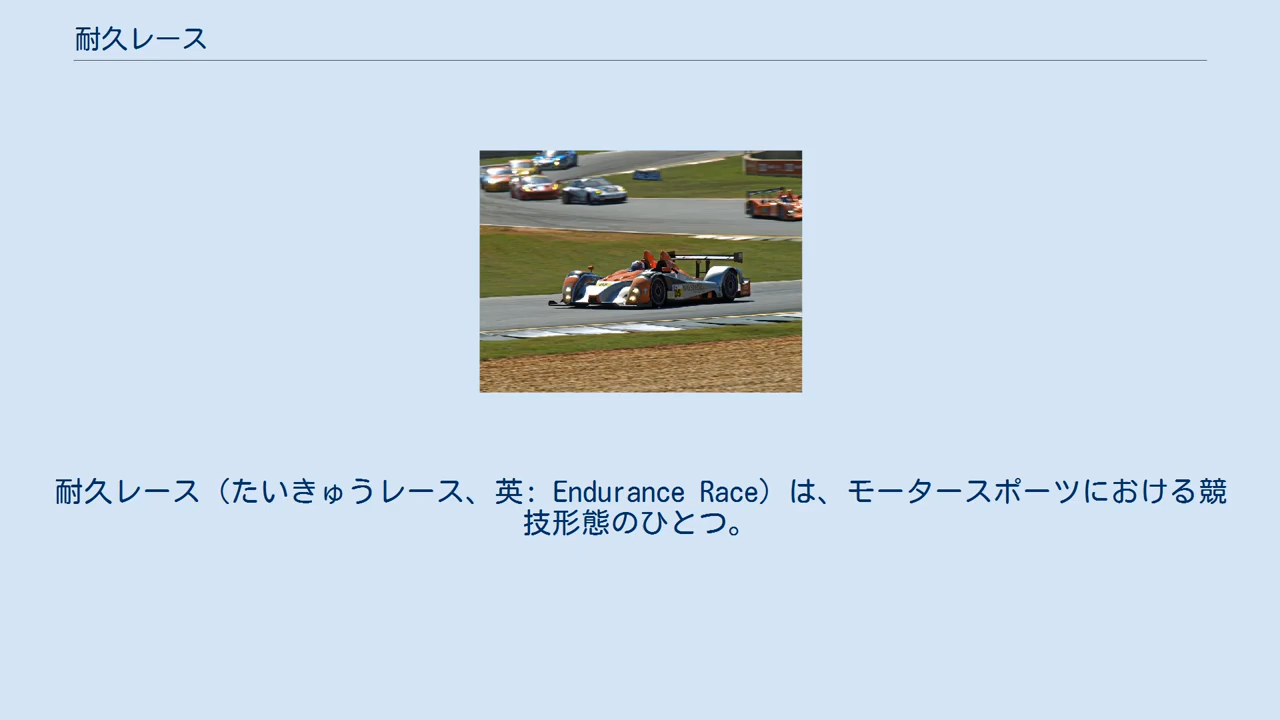 耐久レース
耐久レース（たいきゅうレース、英: Endurance Race）は、モータースポーツにおける競
技形態のひとつ。